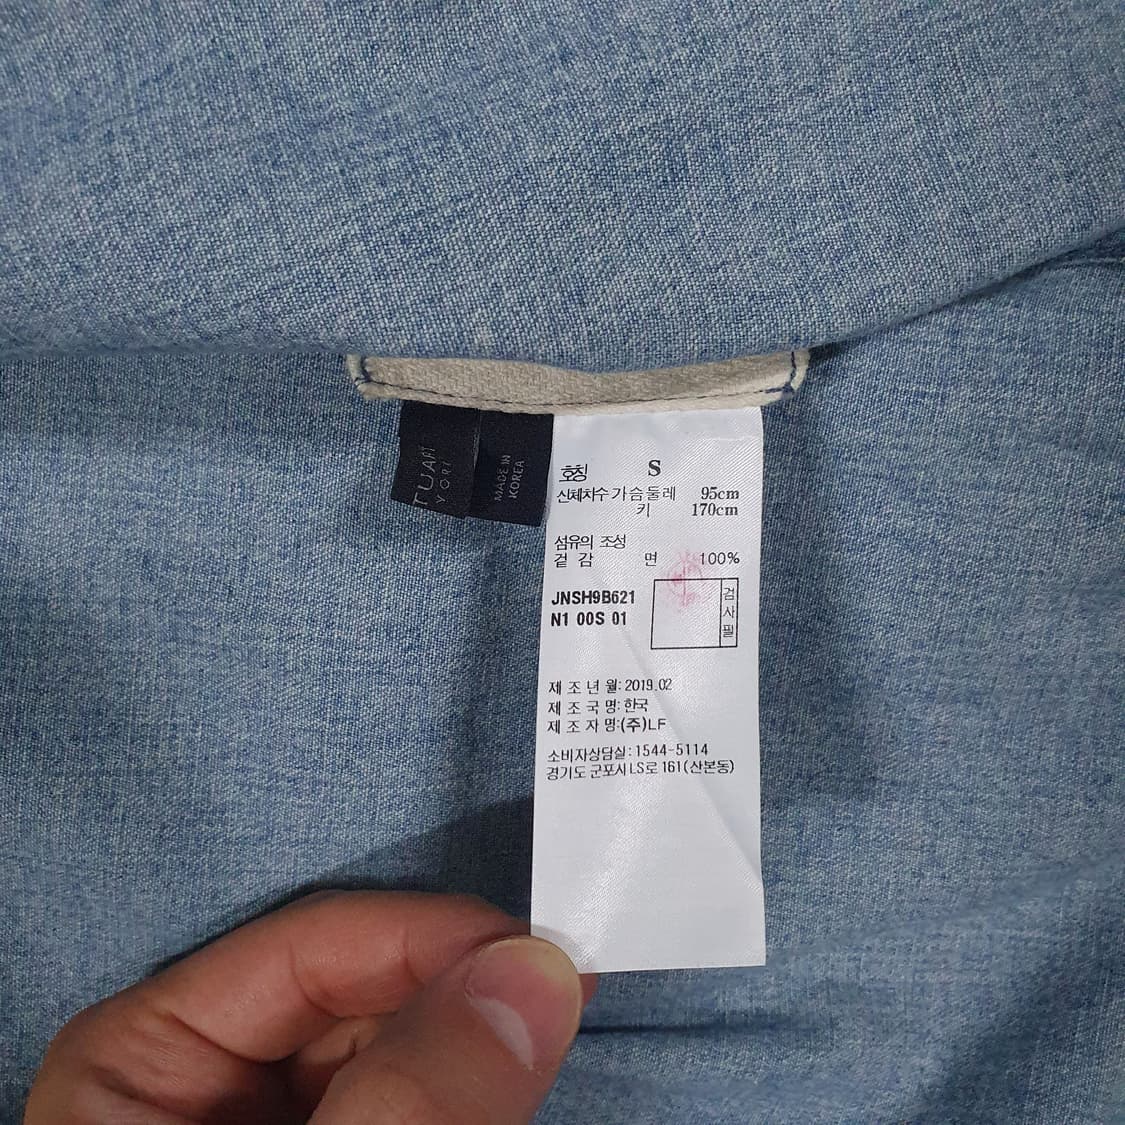 TUART
YORK
MADE IN
KOREA
호칭 S
신체치수 가슴둘레 95cm
키 170cm
섬유의 조성
겉감 면 100%
JNSH9B621
N1 00S 01
검사필
제조년월: 2019.02
제조국명: 한국
제조자명:(주)LF
소비자상담실: 1544-5114
경기도 군포시 LS로 161(산본동)